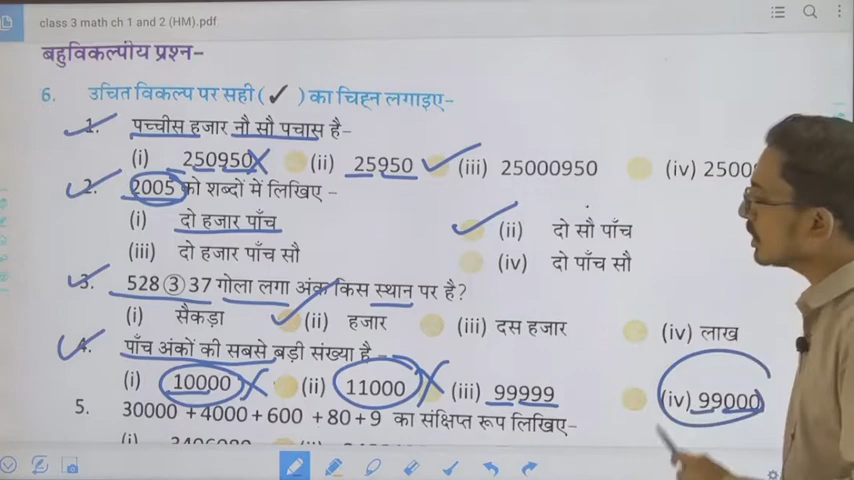 class 3 math ch 1 and 2 (HM).pdf
बहुविकल्पीय प्रश्न–
6. उचित विकल्प पर सही (✓) का चिह्न लगाइए–
1. पच्चीस हजार नौ सौ पचास है–
(i) 250950 (ii) 25950 (iii) 25000950 (iv)
2. 2005 को शब्दों में लिखिए –
(i) दो हजार पाँच (ii) दो सौ पाँच
(iii) दो हजार पाँच सौ (iv) दो पाँच सौ
3. 528 3 37 गोला लगा अंक किस स्थान पर है?
(i) सैकड़ा (ii) हजार (iii) दस हजार (iv) लाख
4. पाँच अंकों की सबसे बड़ी संख्या है –
(i) 10000 (ii) 11000 (iii) 99999 (iv) 99000
5. 30000 +4000+600 +80+9 का संक्षिप्त रूप लिखिए–